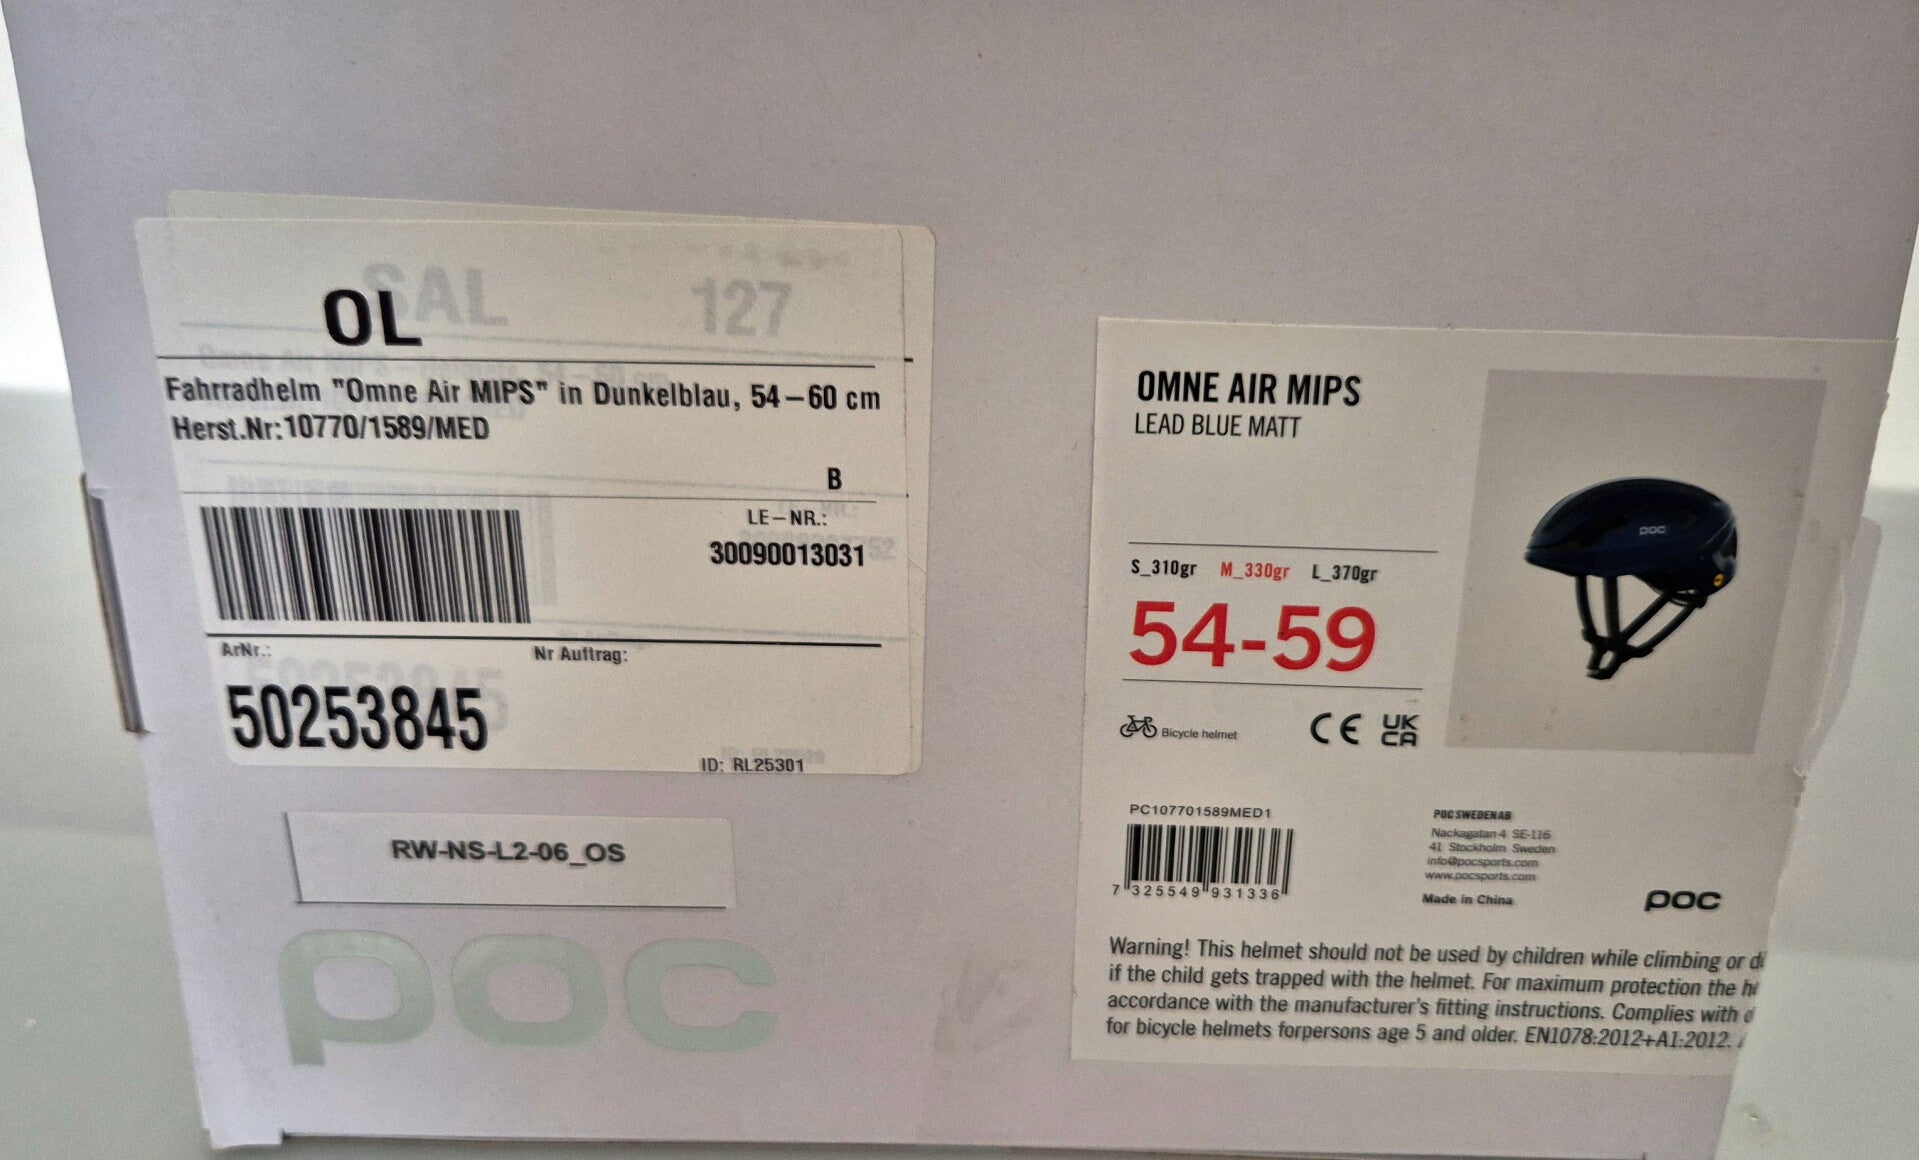 OL
SAL
127
Fahrradhelm "Omne Air MIPS" in Dunkelblau, 54-60 cm
Herst.Nr:10770/1589/MED
B
LE-NR.:
30090013031
ArNr.:
Nr Auftrag:
50253845
ID: RL25301
RW-NS-L2-06_OS
poc
OMNE AIR MIPS
LEAD BLUE MATT
S_310gr M_330gr L_370gr
54-59
poc
Bicycle helmet
CE
UK
CA
PC107701589MED1
7 325549 931336
POC SWEDEN AB
Nackagatan 4 SE-116
41 Stockholm Sweden
info@pocsports.com
www.pocsports.com
Made in China
poc
Warning! This helmet should not be used by children while climbing or
if the child gets trapped with the helmet. For maximum protection the
accordance with the manufacturer's fitting instructions. Complies with
for bicycle helmets forpersons age 5 and older. EN1078:2012+A1:2012.